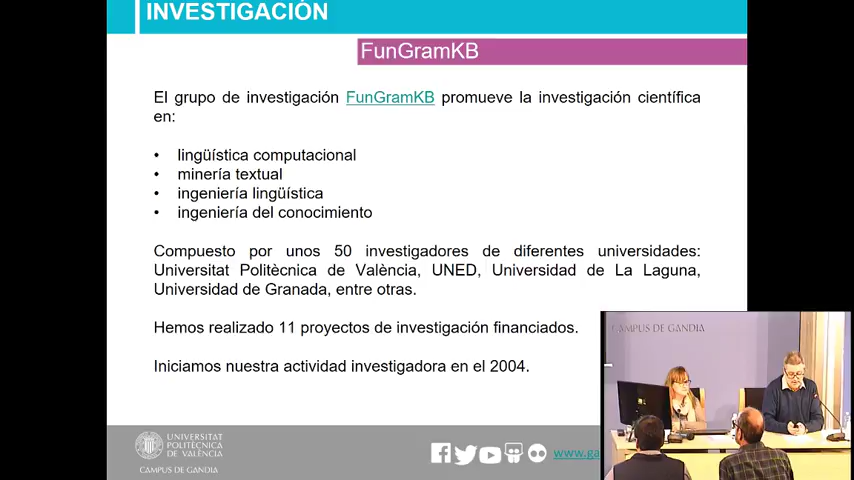 INVESTIGACIÓN
FunGramKB
El grupo de investigación FunGramKB promueve la investigación científica
en:
• lingüística computacional
• minería textual
• ingeniería lingüística
• ingeniería del conocimiento
Compuesto por unos 50 investigadores de diferentes universidades:
Universitat Politècnica de València, UNED, Universidad de La Laguna,
Universidad de Granada, entre otras.
Hemos realizado 11 proyectos de investigación financiados.
Iniciamos nuestra actividad investigadora en el 2004.
CAMPUS DE GANDIA
UNIVERSITAT
POLITÈCNICA
DE VALÈNCIA
CAMPUS DE GANDIA
www.ga